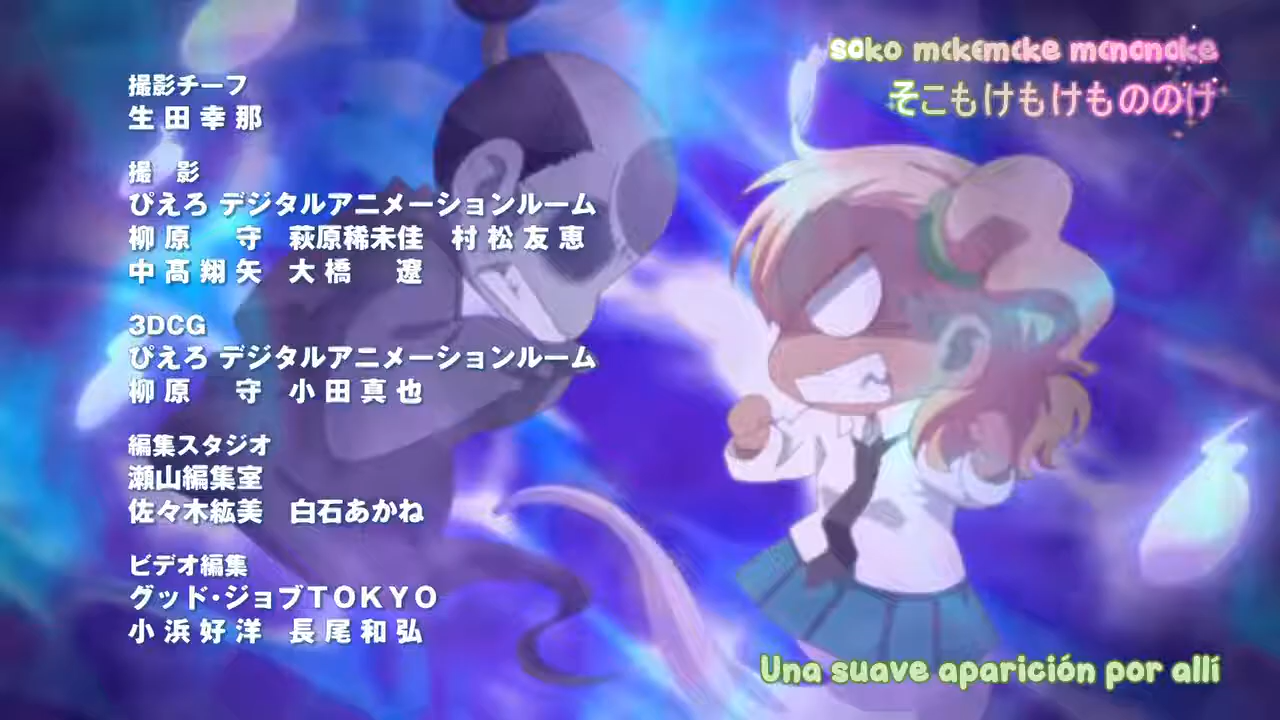 撮影チーフ
生田幸那
撮 影
ぴえろ デジタルアニメーションルーム
柳原 守 萩原稀未佳 村松友恵
中髙翔矢 大橋 遼
3DCG
ぴえろ デジタルアニメーションルーム
柳原 守 小田真也
編集スタジオ
瀬山編集室
佐々木紘美 白石あかね
ビデオ編集
グッド・ジョブTOKYO
小浜好洋 長尾和弘
soko mokemoke mononoke
そこもけもけもののけ
Una suave aparición por allí